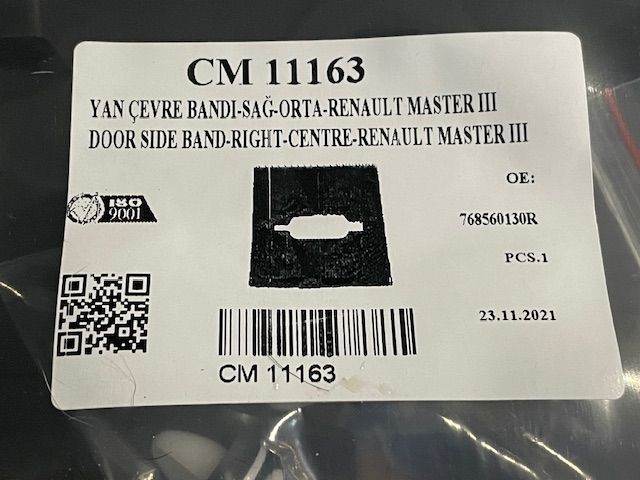 CM 11163
YAN ÇEVRE BANDI-SAĞ-ORTA-RENAULT MASTER III
DOOR SIDE BAND-RIGHT-CENTRE-RENAULT MASTER III
OE:
ISO
9001
768560130R
PCS.1
23.11.2021
CM 11163